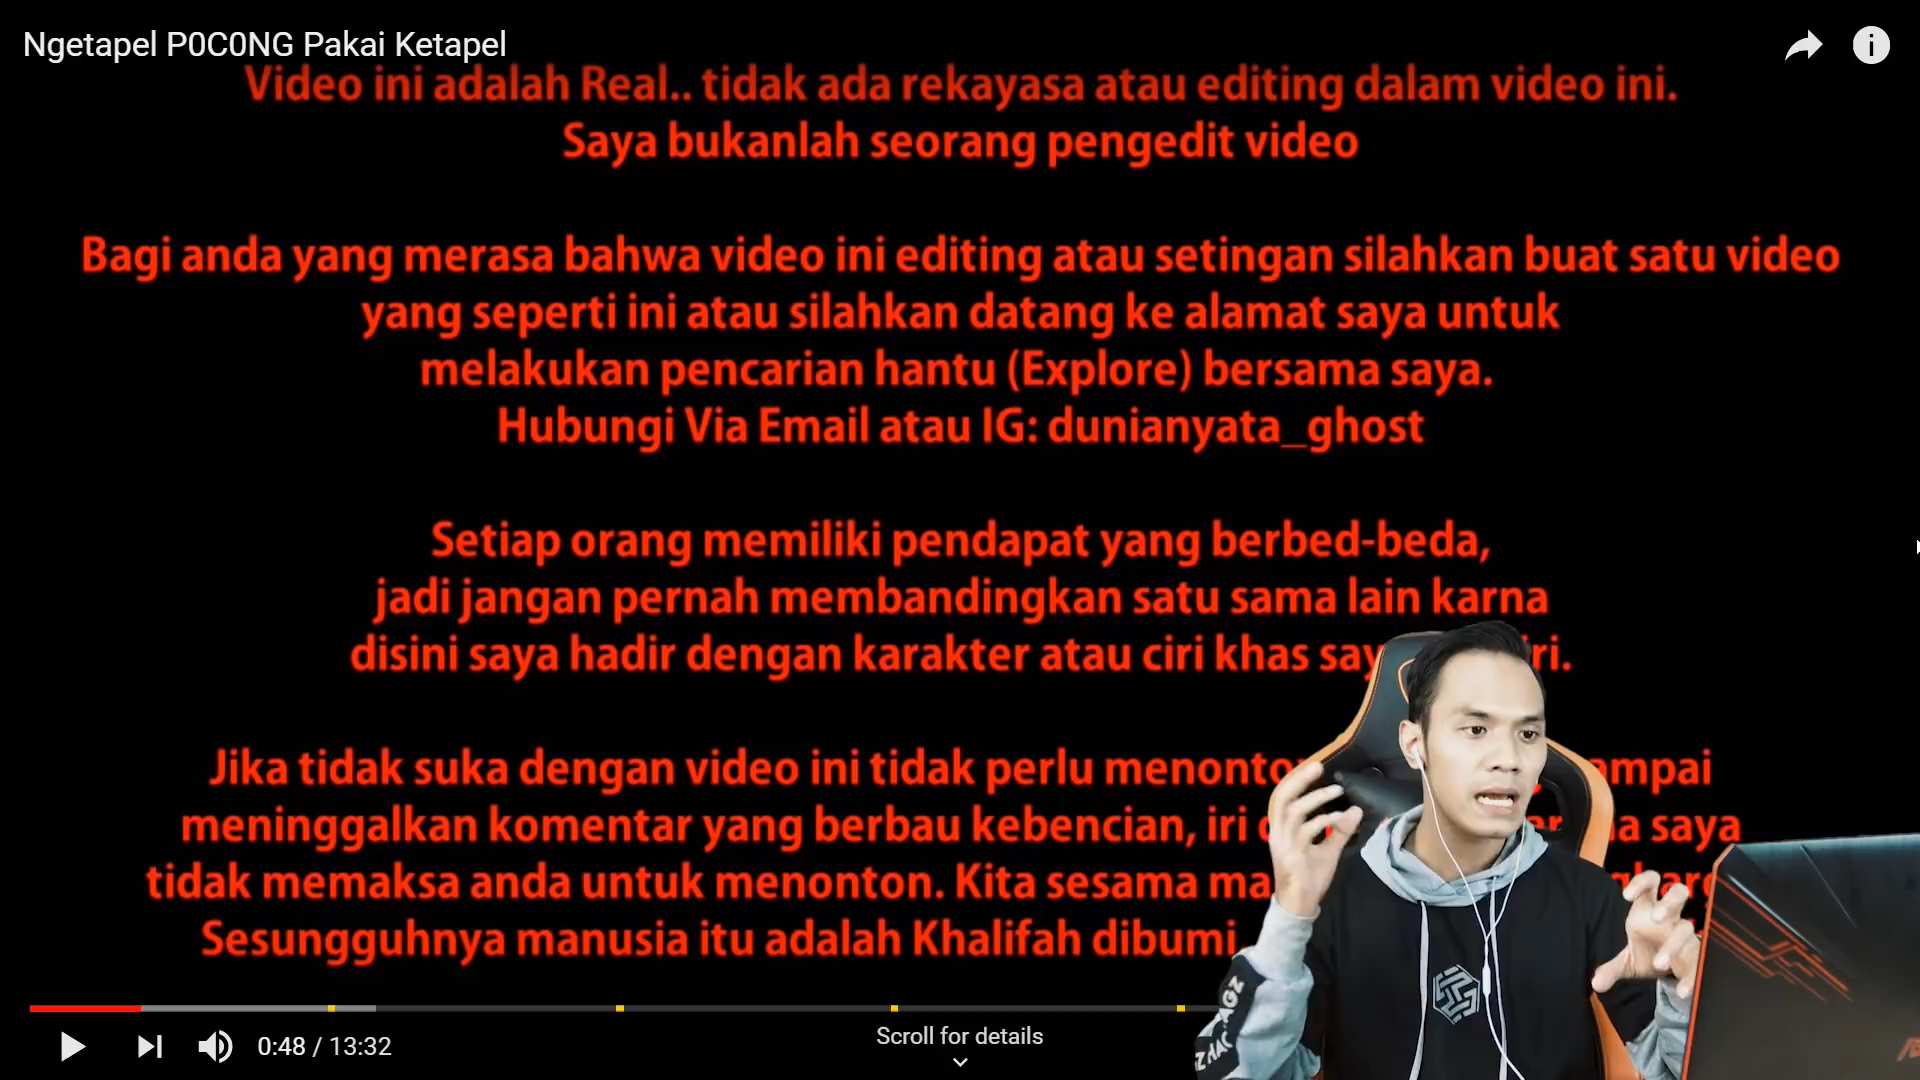 Ngetapel P0C0NG Pakai Ketapel
Video ini adalah Real.. tidak ada rekayasa atau editing dalam video ini.
Saya bukanlah seorang pengedit video
Bagi anda yang merasa bahwa video ini editing atau setingan silahkan buat satu video
yang seperti ini atau silahkan datang ke alamat saya untuk
melakukan pencarian hantu (Explore) bersama saya.
Hubungi Via Email atau IG: dunianyata_ghost
Setiap orang memiliki pendapat yang berbed-beda,
jadi jangan pernah membandingkan satu sama lain karna
disini saya hadir dengan karakter atau ciri khas
Jika tidak suka dengan video ini tidak perlu
meninggalkan komentar yang berbau kebencian, iri saya
tidak memaksa anda untuk menonton. Kita sesama
Sesungguhnya manusia itu adalah Khalifah dibumi
0:48 / 13:32
Scroll for details